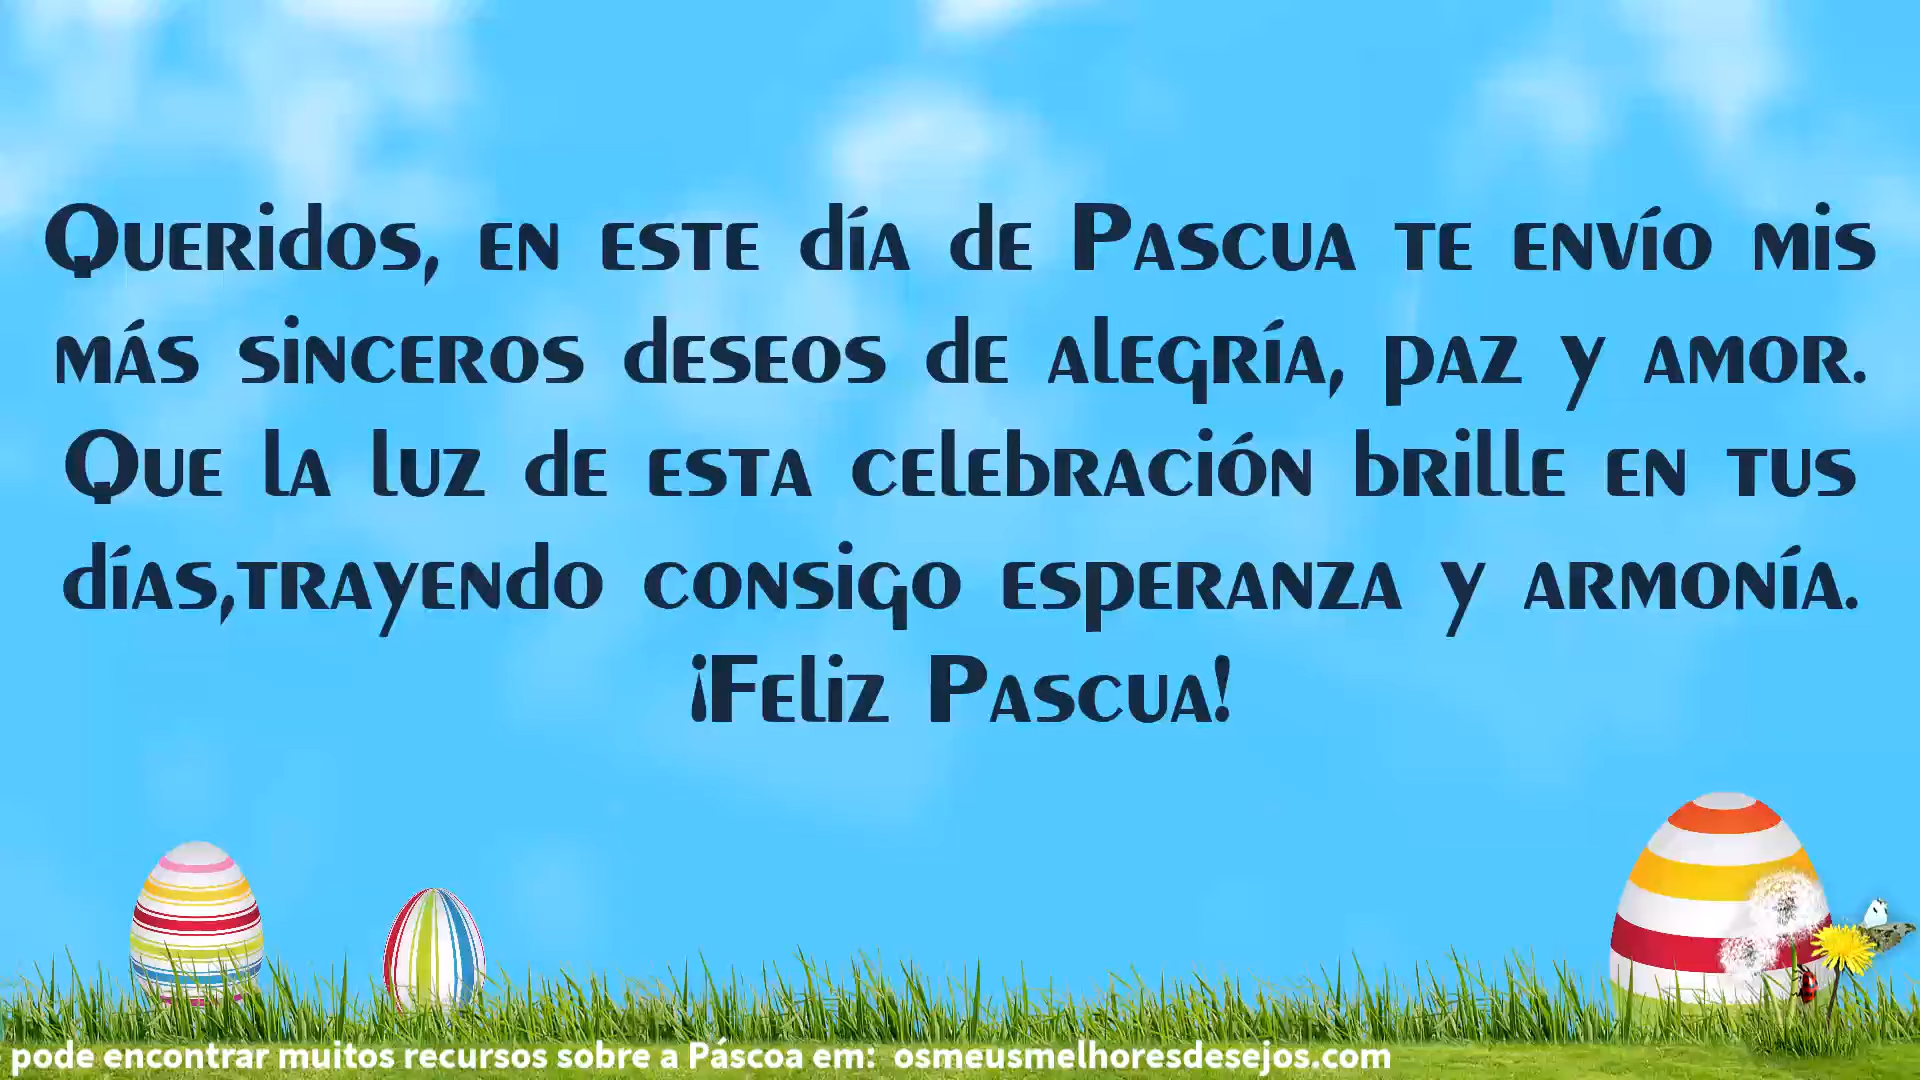 Queridos, en este día de Pascua te envío mis
más sinceros deseos de alegría, paz y amor.
Que la luz de esta celebración brille en tus
días,trayendo consigo esperanza y armonía.
¡Feliz Pascua!
pode encontrar muitos recursos sobre a Páscoa em: osmeusmelhoresdesejos.com